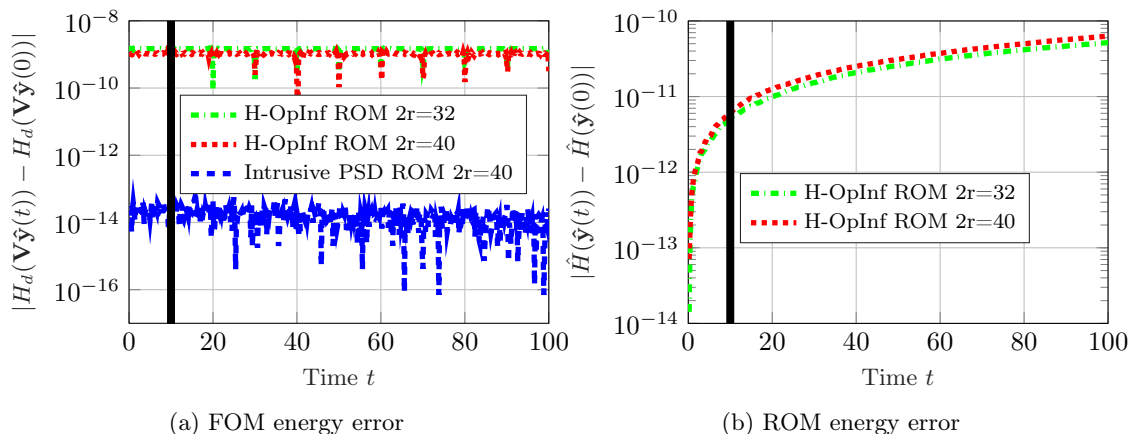 |H_d(Vŷ(t)) − H_d(Vŷ(0))|
10⁻⁸
10⁻¹⁰
10⁻¹²
10⁻¹⁴
10⁻¹⁶
H-OpInf ROM 2r=32
H-OpInf ROM 2r=40
Intrusive PSD ROM 2r=40
0 20 40 60 80 100
Time t
(a) FOM energy error
|Ĥ(ŷ(t)) − Ĥ(ŷ(0))|
10⁻¹⁰
10⁻¹¹
10⁻¹²
10⁻¹³
10⁻¹⁴
H-OpInf ROM 2r=32
H-OpInf ROM 2r=40
0 20 40 60 80 100
Time t
(b) ROM energy error